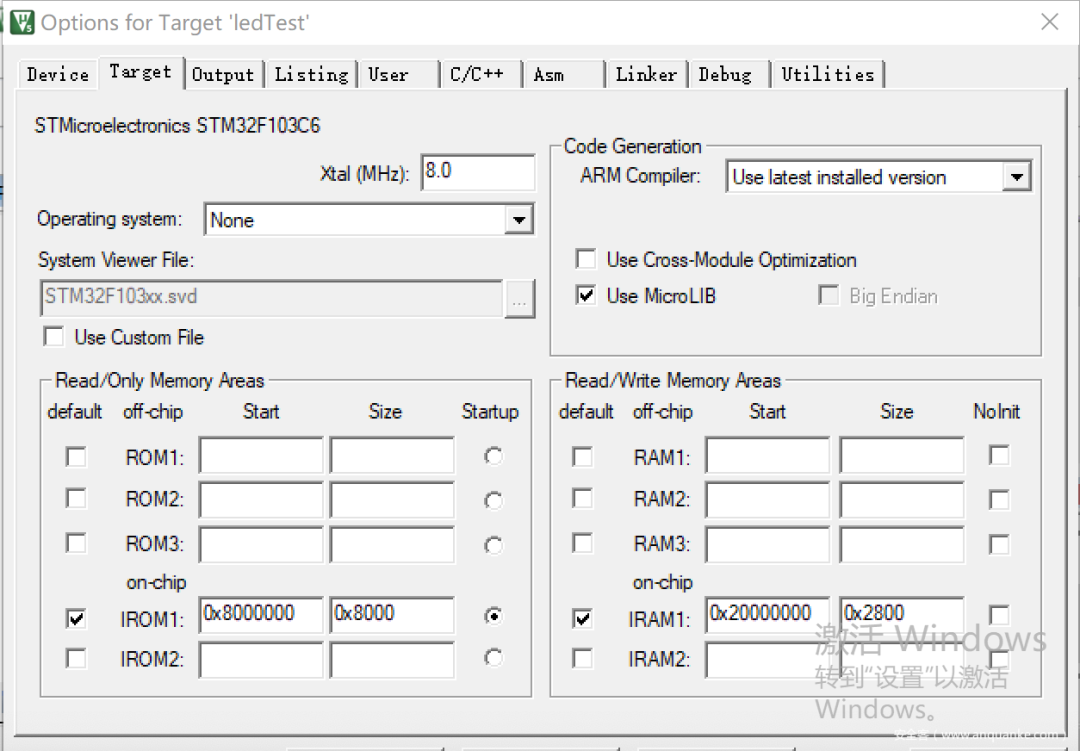 Options for Target 'ledTest'
Device Target Output Listing User C/C++ Asm Linker Debug Utilities
STMicroelectronics STM32F103C6
Xtal (MHz): 8.0
Operating system: None
System Viewer File:
STM32F103xx.svd ...
Use Custom File
Code Generation
ARM Compiler: Use latest installed version
Use Cross-Module Optimization
Use MicroLIB Big Endian
Read/Only Memory Areas
default off-chip Start Size Startup
ROM1:
ROM2:
ROM3:
on-chip
IROM1: 0x8000000 0x8000
IROM2:
Read/Write Memory Areas
default off-chip Start Size NoInit
RAM1:
RAM2:
RAM3:
on-chip
IRAM1: 0x20000000 0x2800
IRAM2:
激活 Windows
转到“设置”以激活
Windows。